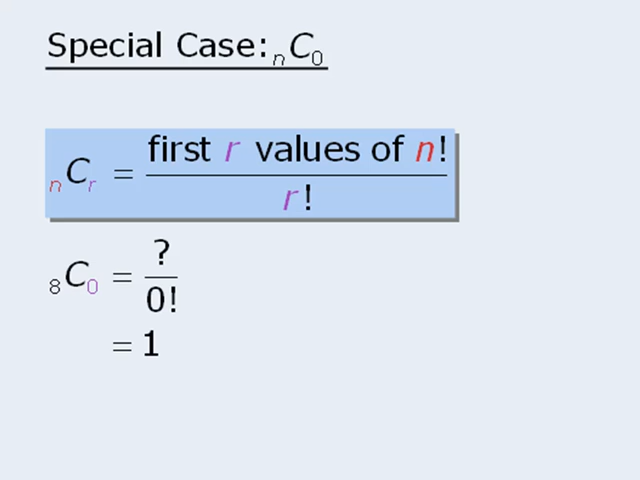 Special Case: nC0
nCr = first r values of n! / r!
8C0 = ? / 0!
= 1